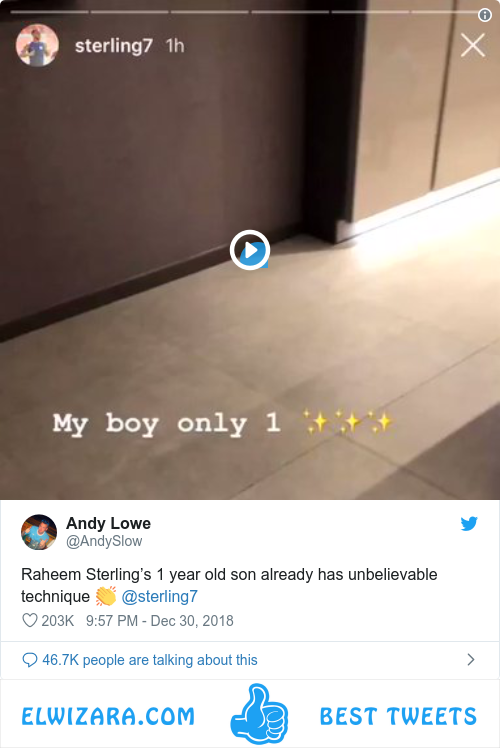 sterling7 1h
My boy only 1 ✨✨✨
Andy Lowe
@AndySlow
Raheem Sterling’s 1 year old son already has unbelievable
technique 👏 @sterling7
203K 9:57 PM - Dec 30, 2018
46.7K people are talking about this
ELWIZARA.COM BEST TWEETS